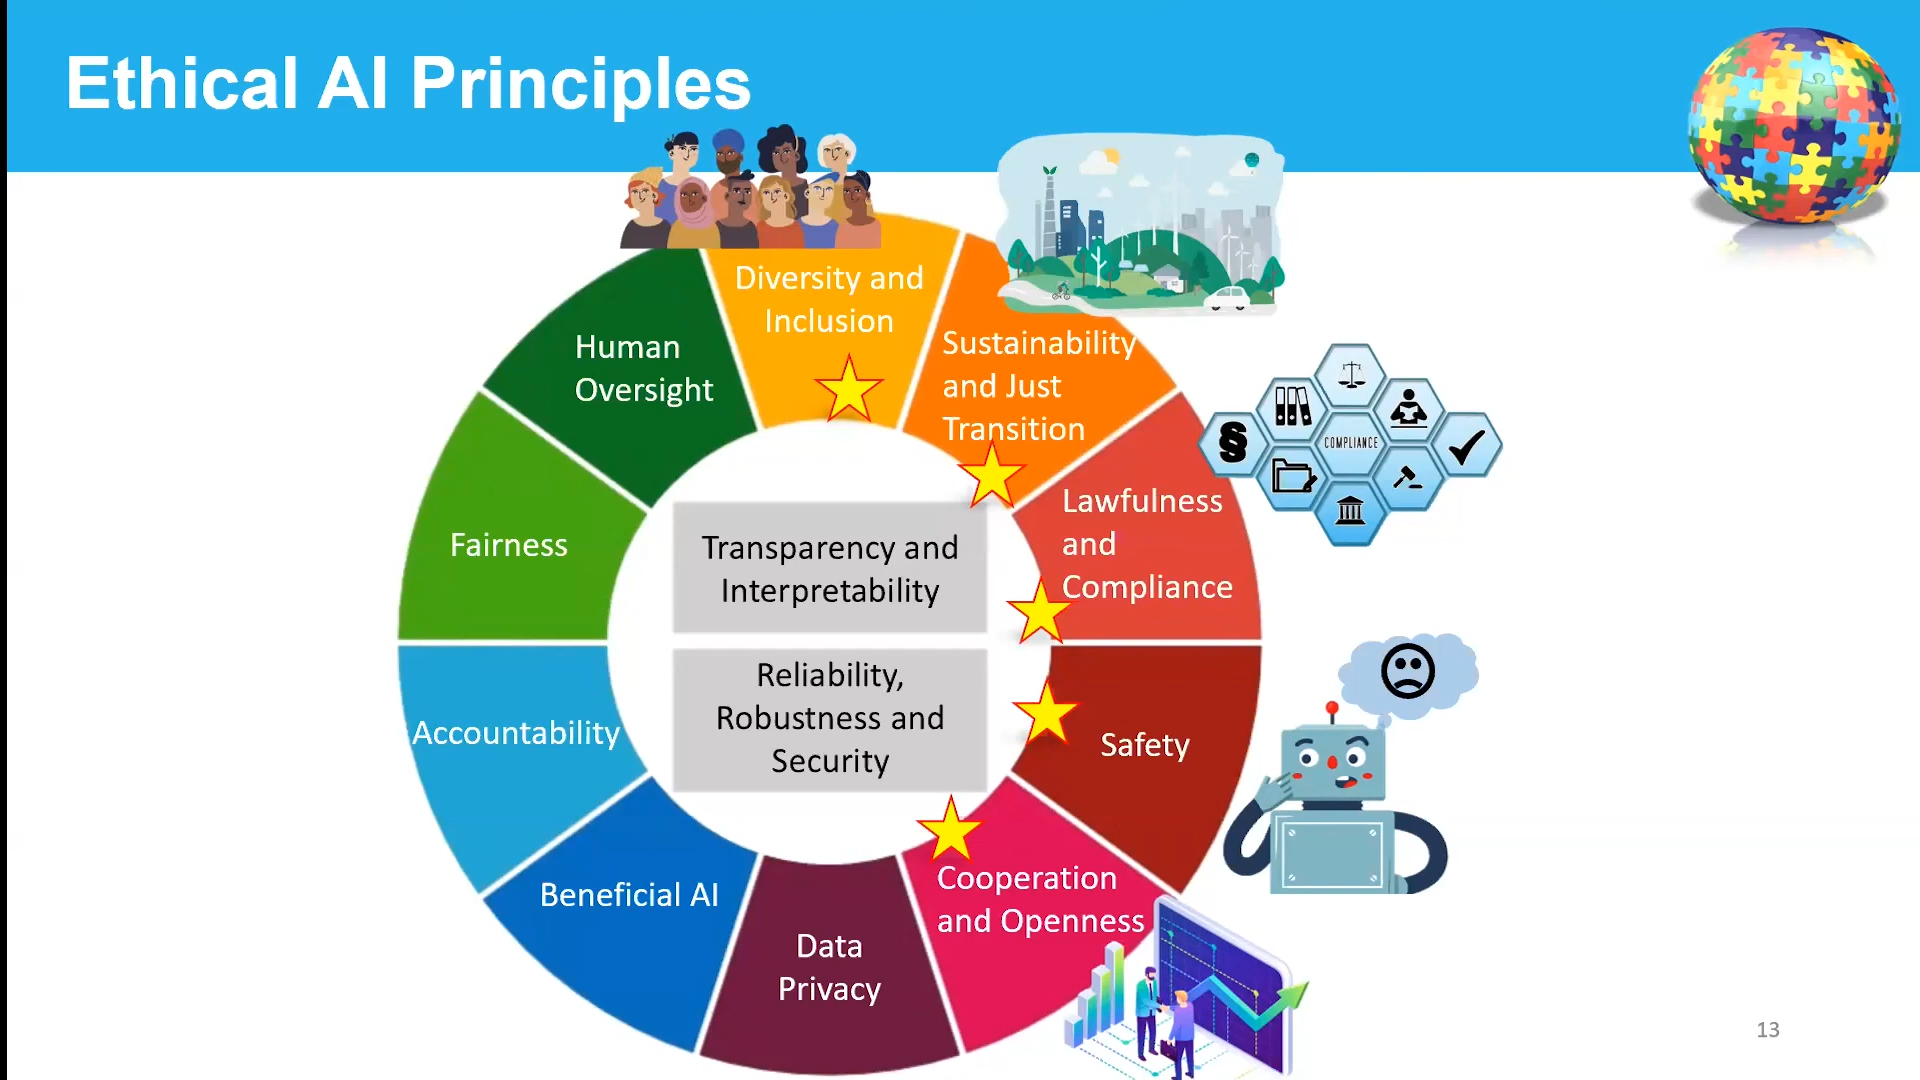 Ethical AI Principles
Diversity and
Inclusion
Sustainability
and Just
Transition
Lawfulness
and
Compliance
Safety
Cooperation
and Openness
Data
Privacy
Beneficial AI
Accountability
Fairness
Human
Oversight
Transparency and
Interpretability
Reliability,
Robustness and
Security
§
COMPLIANCE
13